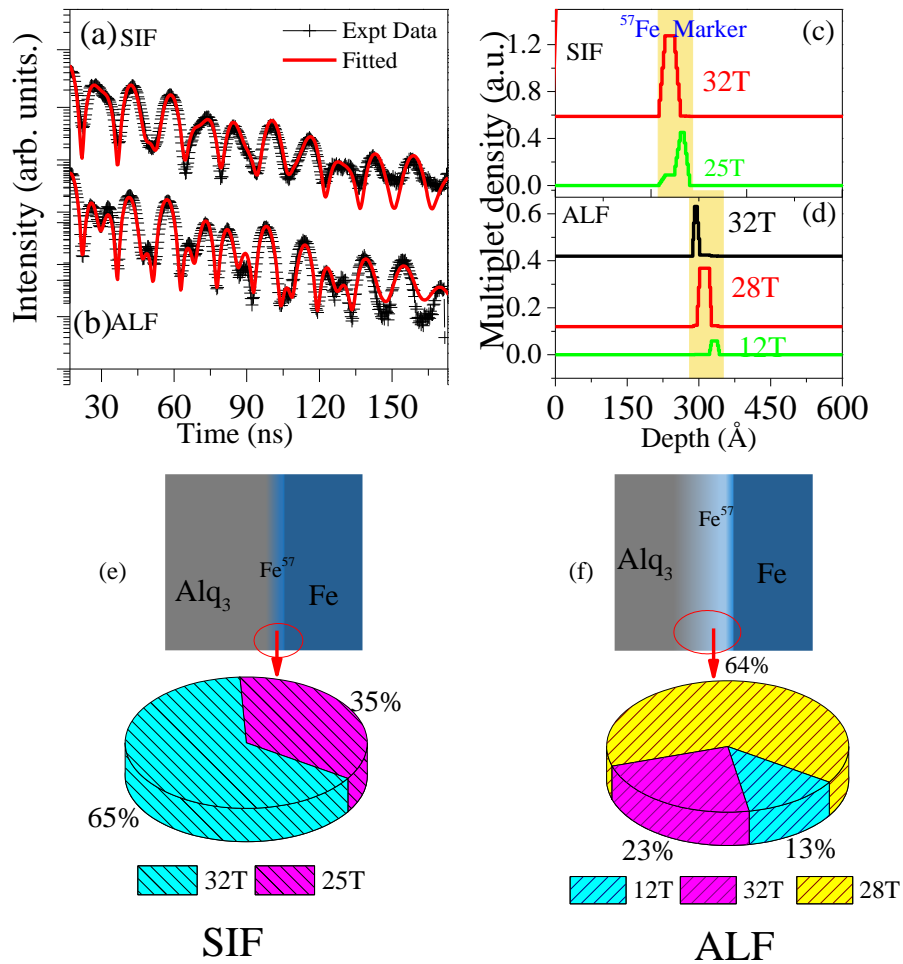 (a) SIF
Expt Data
Fitted
(b) ALF
Intensity (arb. units.)
30 60 90 120 150
Time (ns)
⁵⁷Fe Marker (c)
SIF
32T
25T
1.2
0.8
0.4
0.0
ALF (d)
32T
28T
12T
0.6
0.4
0.2
0.0
Multiplet density (a.u.)
0 150 300 450 600
Depth (Å)
(e)
Alq₃ Fe⁵⁷ Fe
35%
65%
32T 25T
SIF
(f)
Alq₃ Fe⁵⁷ Fe
64%
23% 13%
12T 32T 28T
ALF